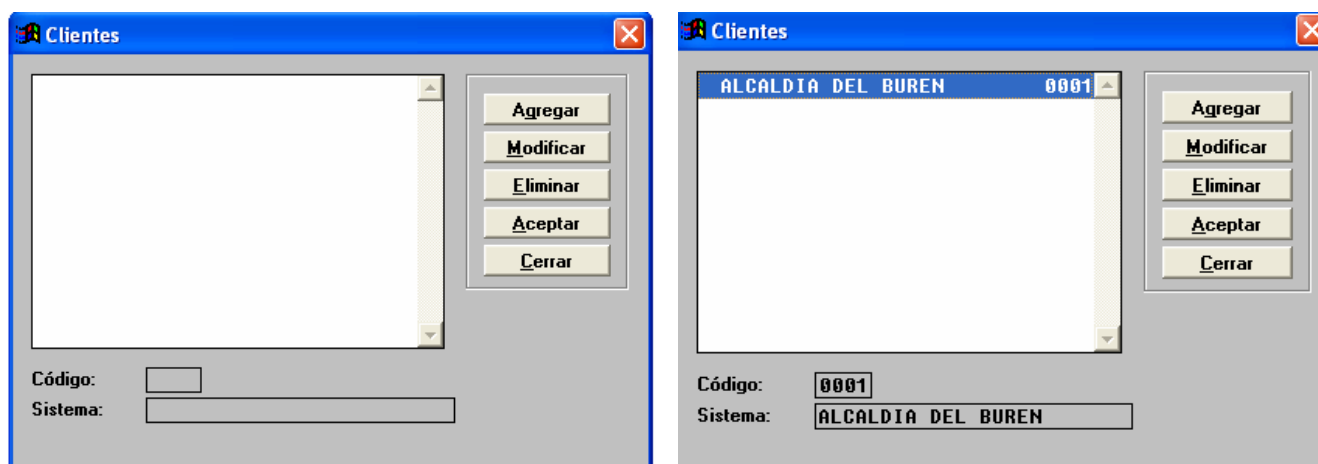 Clientes
Agregar
Modificar
Eliminar
Aceptar
Cerrar
Código:
Sistema:
Clientes
ALCALDIA DEL BUREN 0001
Agregar
Modificar
Eliminar
Aceptar
Cerrar
Código: 0001
Sistema: ALCALDIA DEL BUREN